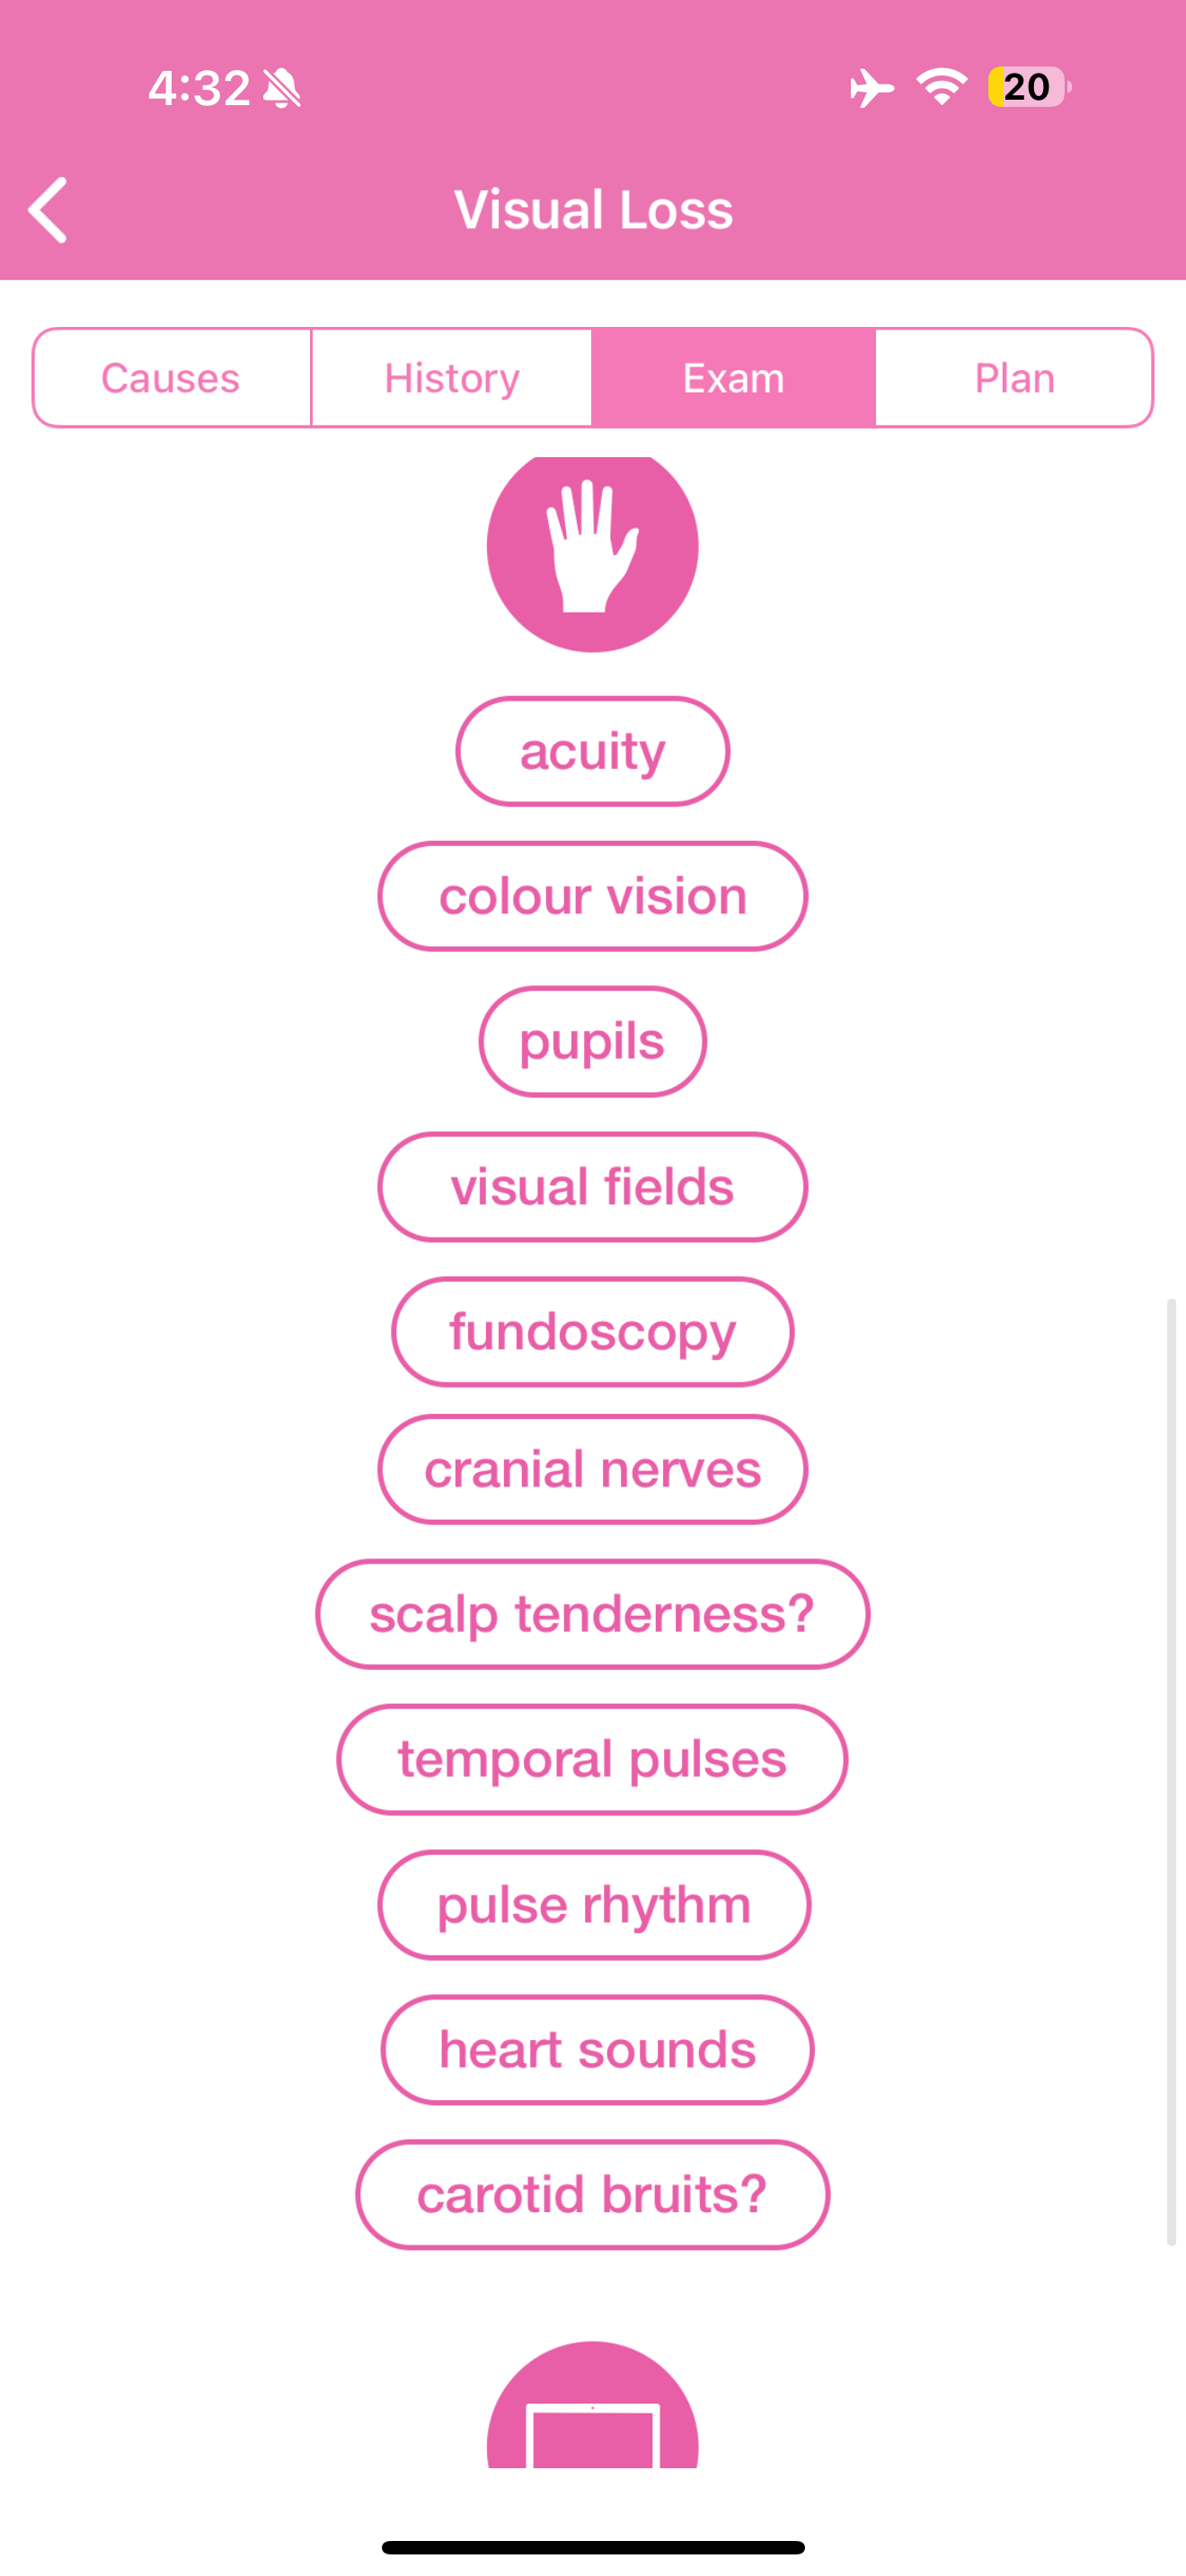 4:32
20
Visual Loss
Causes History Exam Plan
acuity
colour vision
pupils
visual fields
fundoscopy
cranial nerves
scalp tenderness?
temporal pulses
pulse rhythm
heart sounds
carotid bruits?